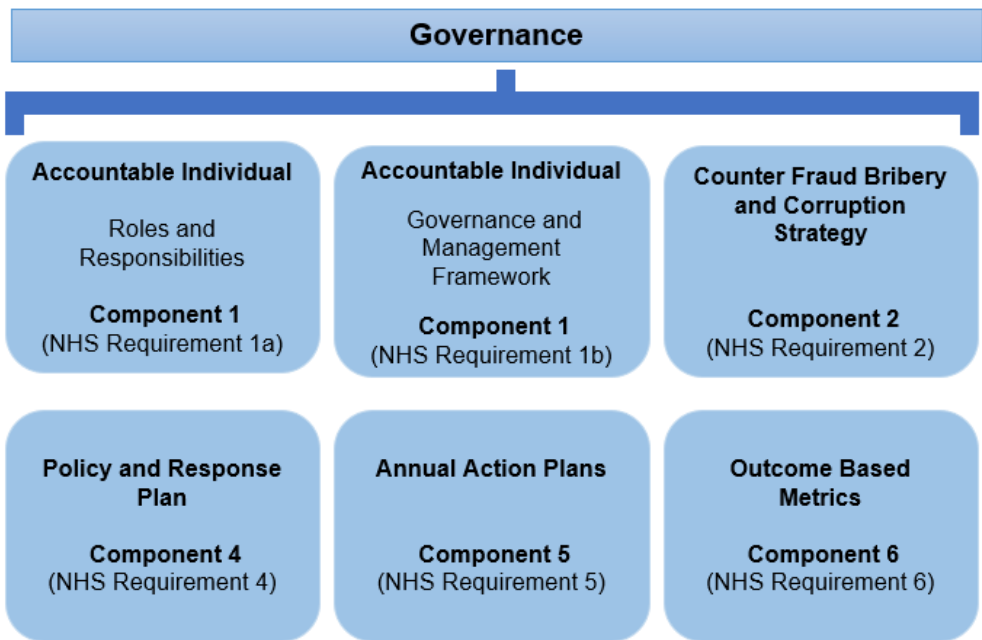 Governance
Accountable Individual
Roles and
Responsibilities
Component 1
(NHS Requirement 1a)
Accountable Individual
Governance and
Management
Framework
Component 1
(NHS Requirement 1b)
Counter Fraud Bribery
and Corruption
Strategy
Component 2
(NHS Requirement 2)
Policy and Response
Plan
Component 4
(NHS Requirement 4)
Annual Action Plans
Component 5
(NHS Requirement 5)
Outcome Based
Metrics
Component 6
(NHS Requirement 6)